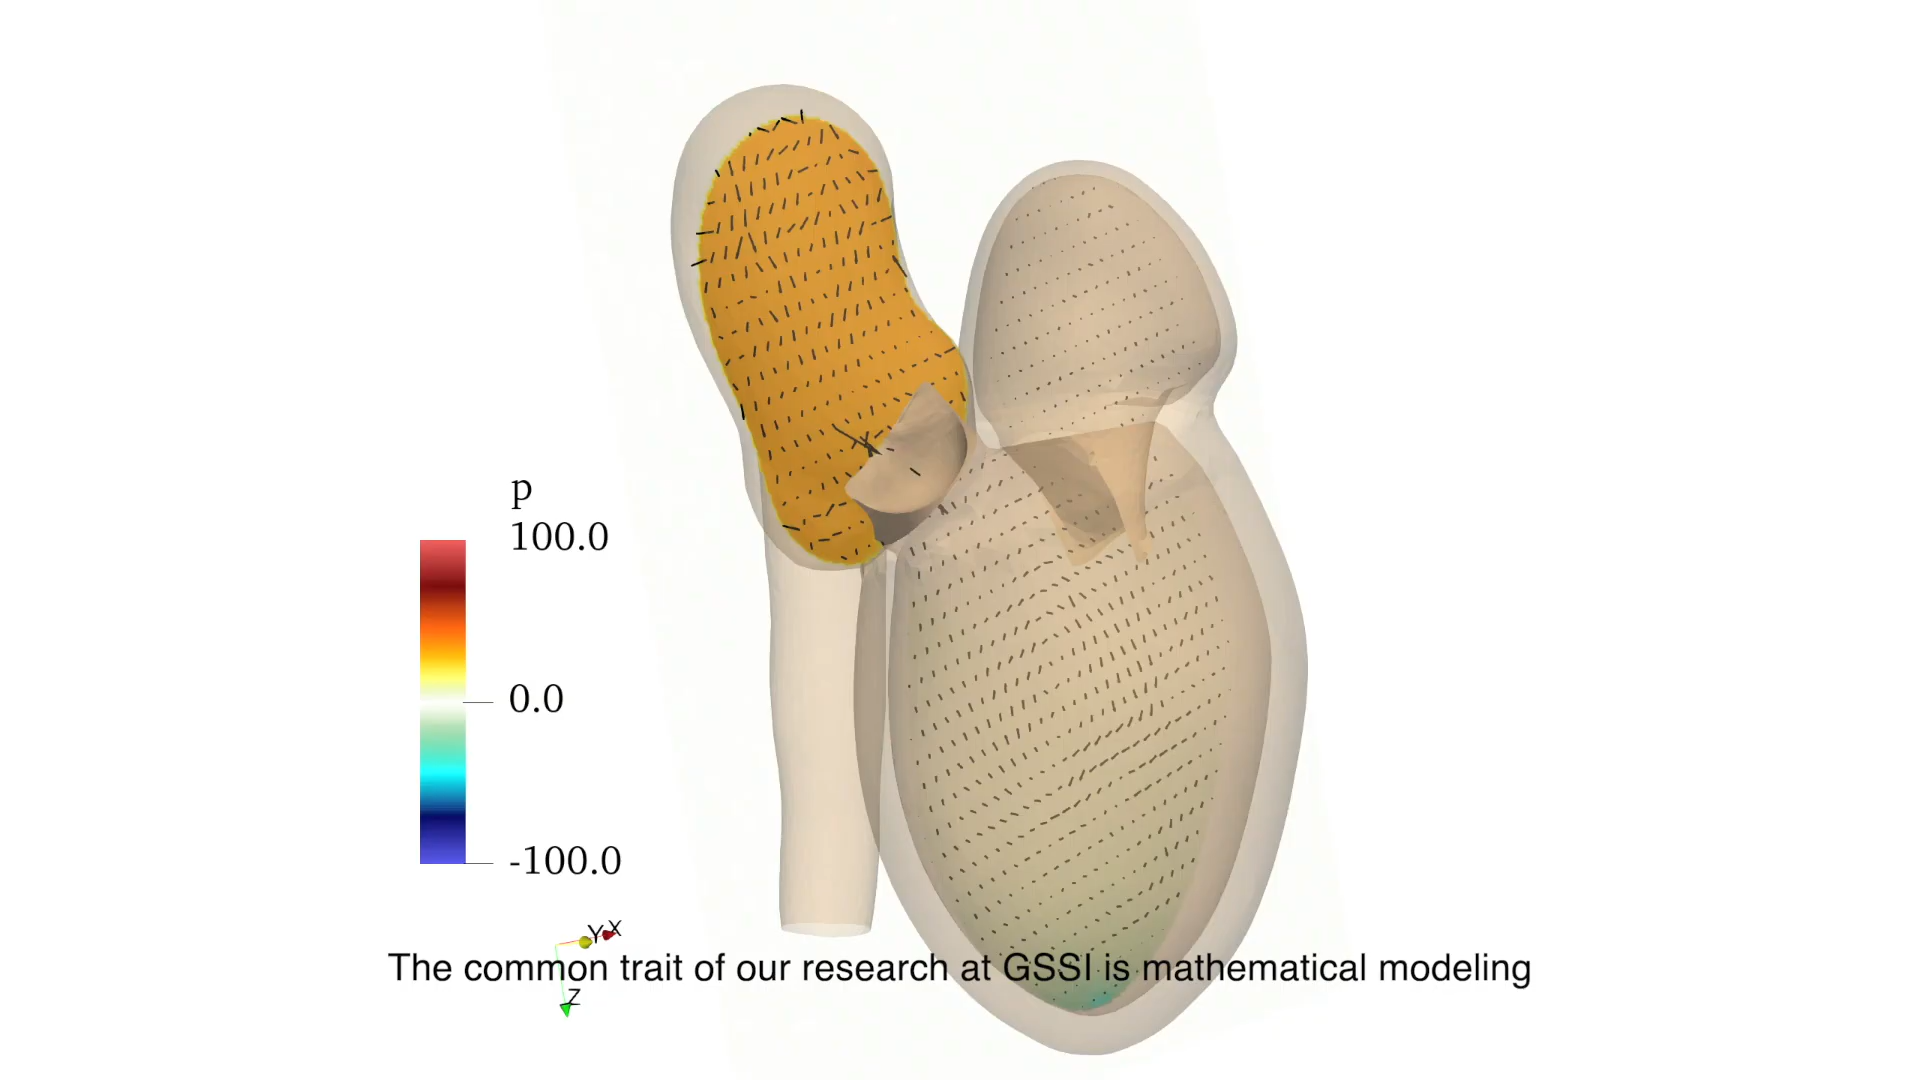 p
100.0
0.0
-100.0
Y X
The common trait of our research at GSSI is mathematical modeling
Z